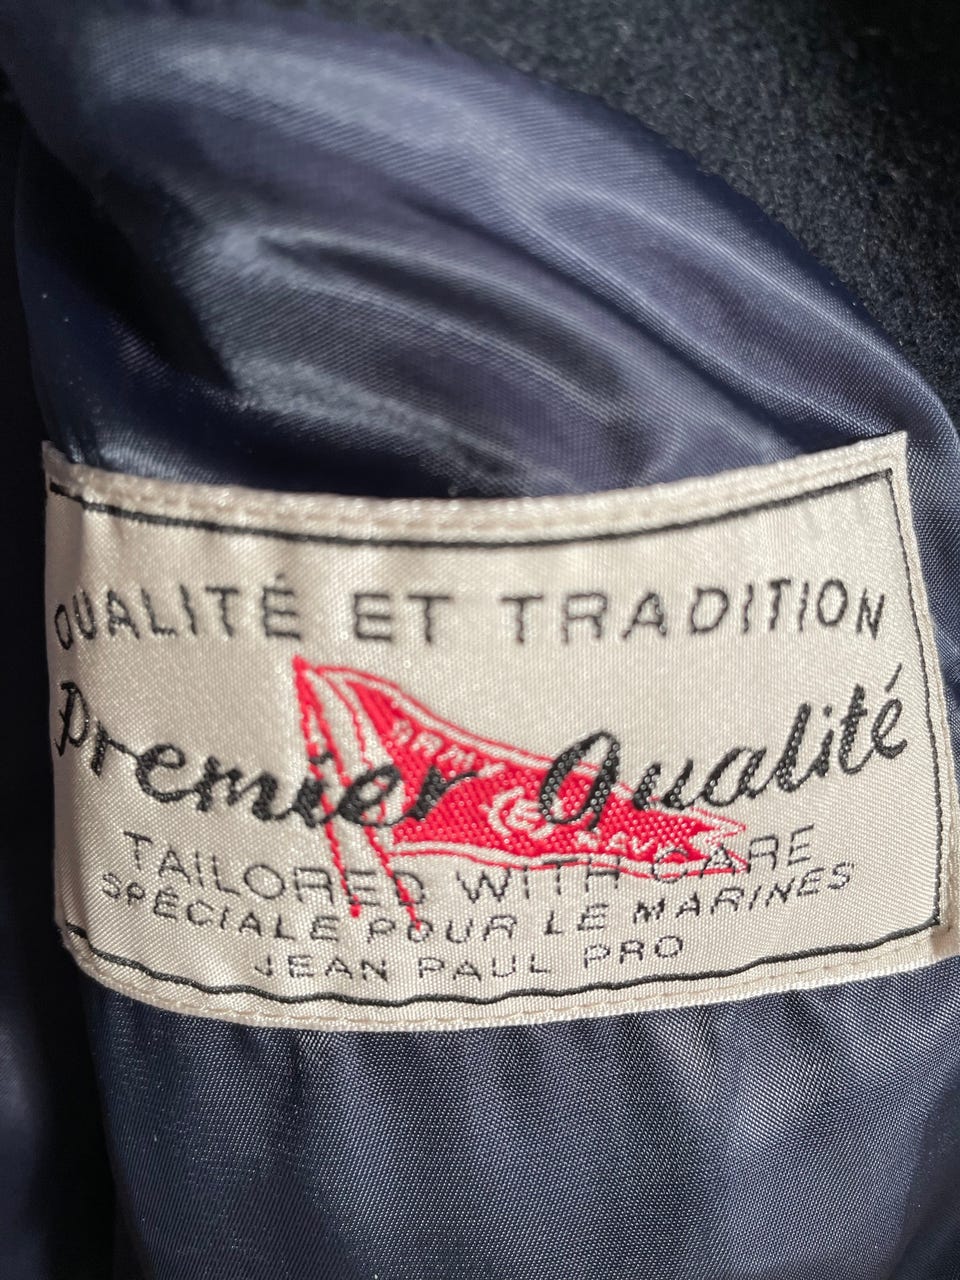 QUALITÉ ET TRADITION
Premier Qualité
TAILORED WITH CARE
SPÉCIALE POUR LE MARINES
JEAN PAUL PRO